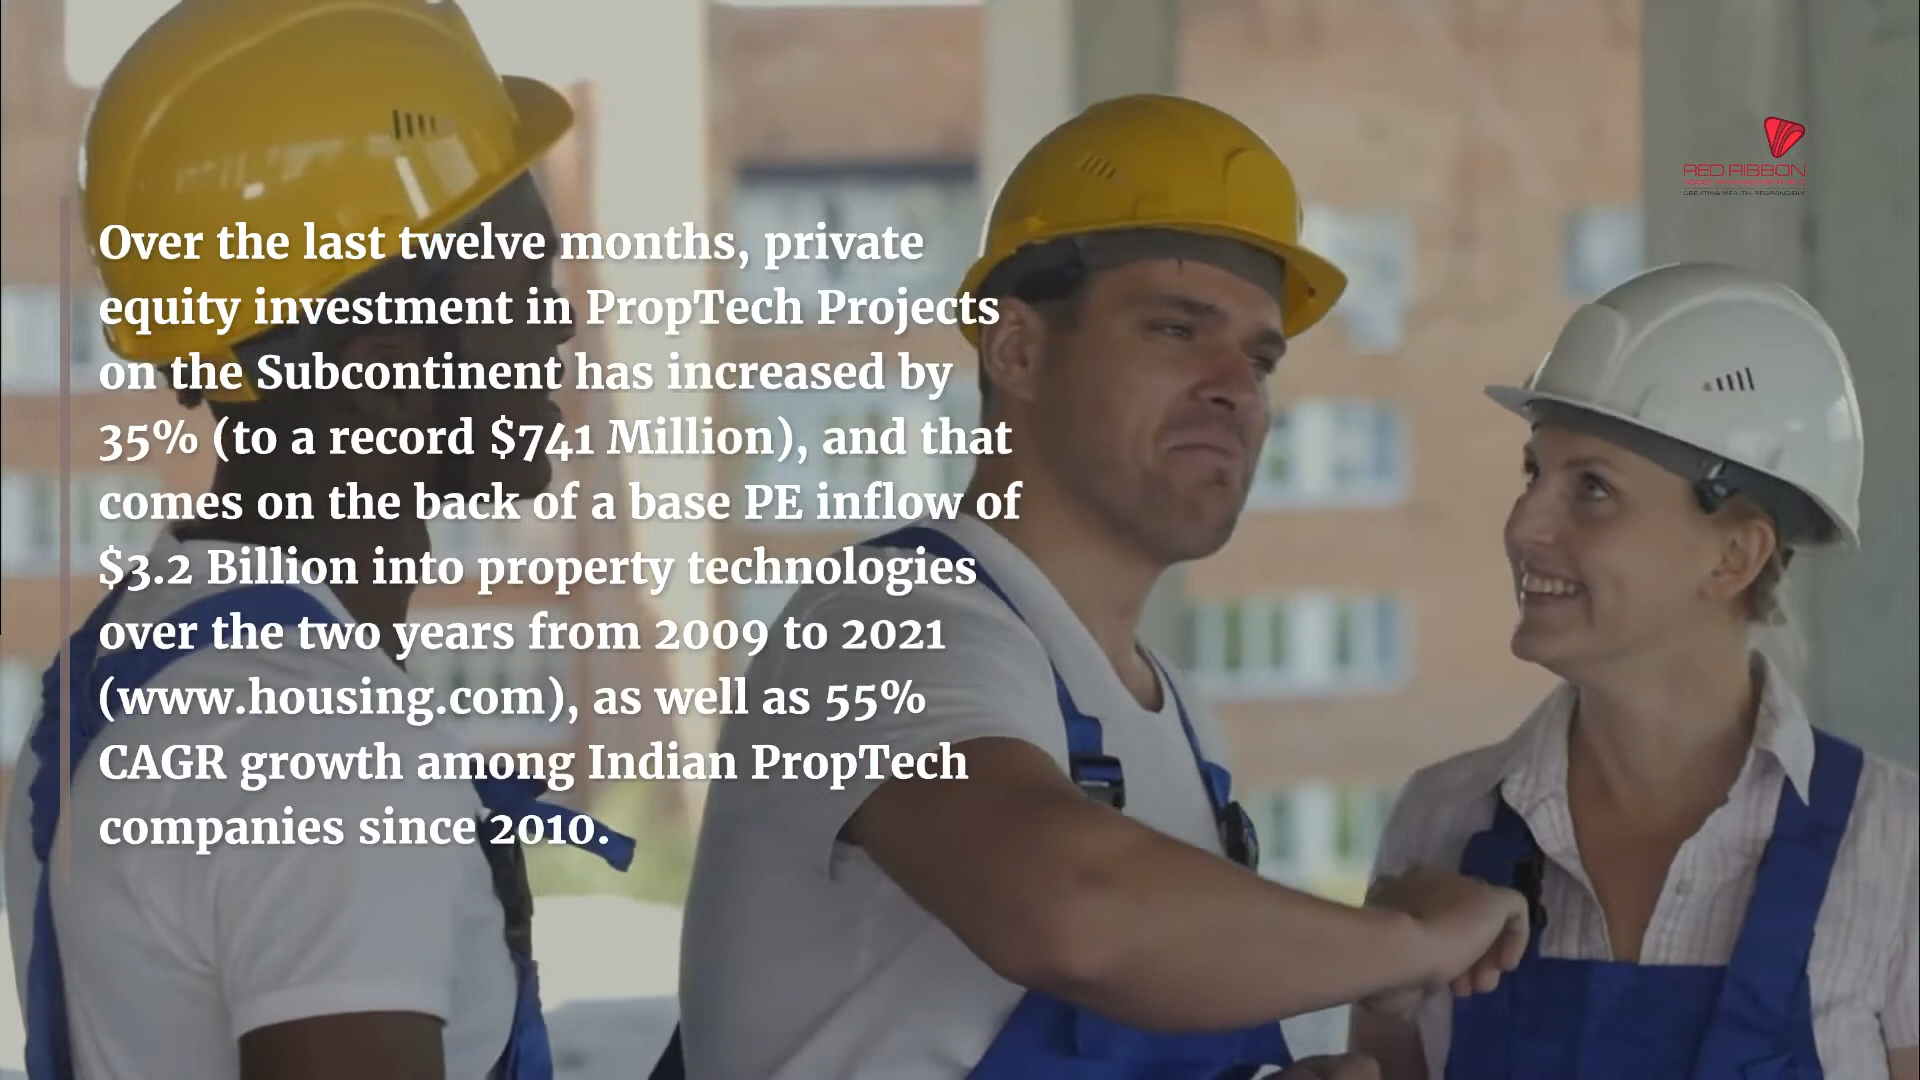 RED RIBBON
CREATING WEALTH, RESPONSIBLY
Over the last twelve months, private
equity investment in PropTech Projects
on the Subcontinent has increased by
35% (to a record $741 Million), and that
comes on the back of a base PE inflow of
$3.2 Billion into property technologies
over the two years from 2009 to 2021
(www.housing.com), as well as 55%
CAGR growth among Indian PropTech
companies since 2010.